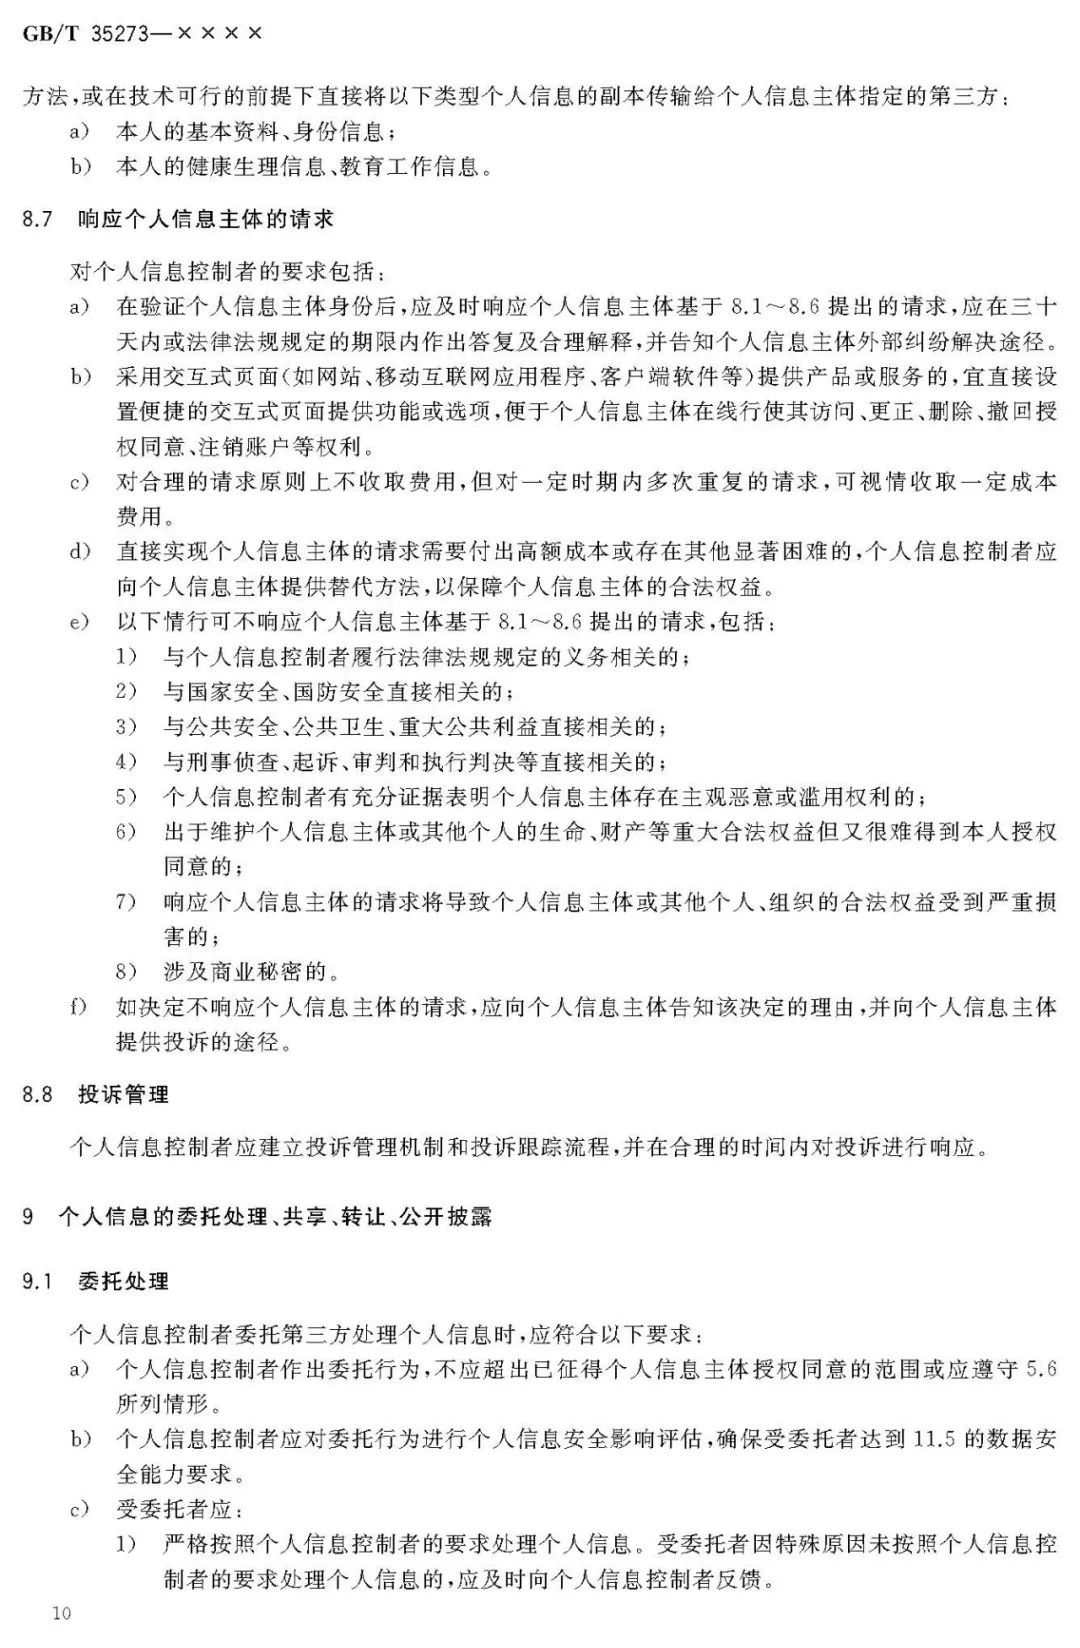 GB/T 35273—××××
方法,或在技术可行的前提下直接将以下类型个人信息的副本传输给个人信息主体指定的第三方:
a) 本人的基本资料、身份信息;
b) 本人的健康生理信息、教育工作信息。
8.7 响应个人信息主体的请求
对个人信息控制者的要求包括:
a) 在验证个人信息主体身份后,应及时响应个人信息主体基于 8.1~8.6 提出的请求,应在三十
天内或法律法规规定的期限内作出答复及合理解释,并告知个人信息主体外部纠纷解决途径。
b) 采用交互式页面(如网站、移动互联网应用程序、客户端软件等)提供产品或服务的,宜直接设
置便捷的交互式页面提供功能或选项,便于个人信息主体在线行使其访问、更正、删除、撤回授
权同意、注销账户等权利。
c) 对合理的请求原则上不收取费用,但对一定时期内多次重复的请求,可视情收取一定成本
费用。
d) 直接实现个人信息主体的请求需要付出高额成本或存在其他显著困难的,个人信息控制者应
向个人信息主体提供替代方法,以保障个人信息主体的合法权益。
e) 以下情行可不响应个人信息主体基于 8.1~8.6 提出的请求,包括:
1) 与个人信息控制者履行法律法规规定的义务相关的;
2) 与国家安全、国防安全直接相关的;
3) 与公共安全、公共卫生、重大公共利益直接相关的;
4) 与刑事侦查、起诉、审判和执行判决等直接相关的;
5) 个人信息控制者有充分证据表明个人信息主体存在主观恶意或滥用权利的;
6) 出于维护个人信息主体或其他个人的生命、财产等重大合法权益但又很难得到本人授权
同意的;
7) 响应个人信息主体的请求将导致个人信息主体或其他个人、组织的合法权益受到严重损
害的;
8) 涉及商业秘密的。
f) 如决定不响应个人信息主体的请求,应向个人信息主体告知该决定的理由,并向个人信息主体
提供投诉的途径。
8.8 投诉管理
个人信息控制者应建立投诉管理机制和投诉跟踪流程,并在合理的时间内对投诉进行响应。
9 个人信息的委托处理、共享、转让、公开披露
9.1 委托处理
个人信息控制者委托第三方处理个人信息时,应符合以下要求:
a) 个人信息控制者作出委托行为,不应超出已征得个人信息主体授权同意的范围或应遵守 5.6
所列情形。
b) 个人信息控制者应对委托行为进行个人信息安全影响评估,确保受委托者达到 11.5 的数据安
全能力要求。
c) 受委托者应:
1) 严格按照个人信息控制者的要求处理个人信息。受委托者因特殊原因未按照个人信息控
制者的要求处理个人信息的,应及时向个人信息控制者反馈。
10